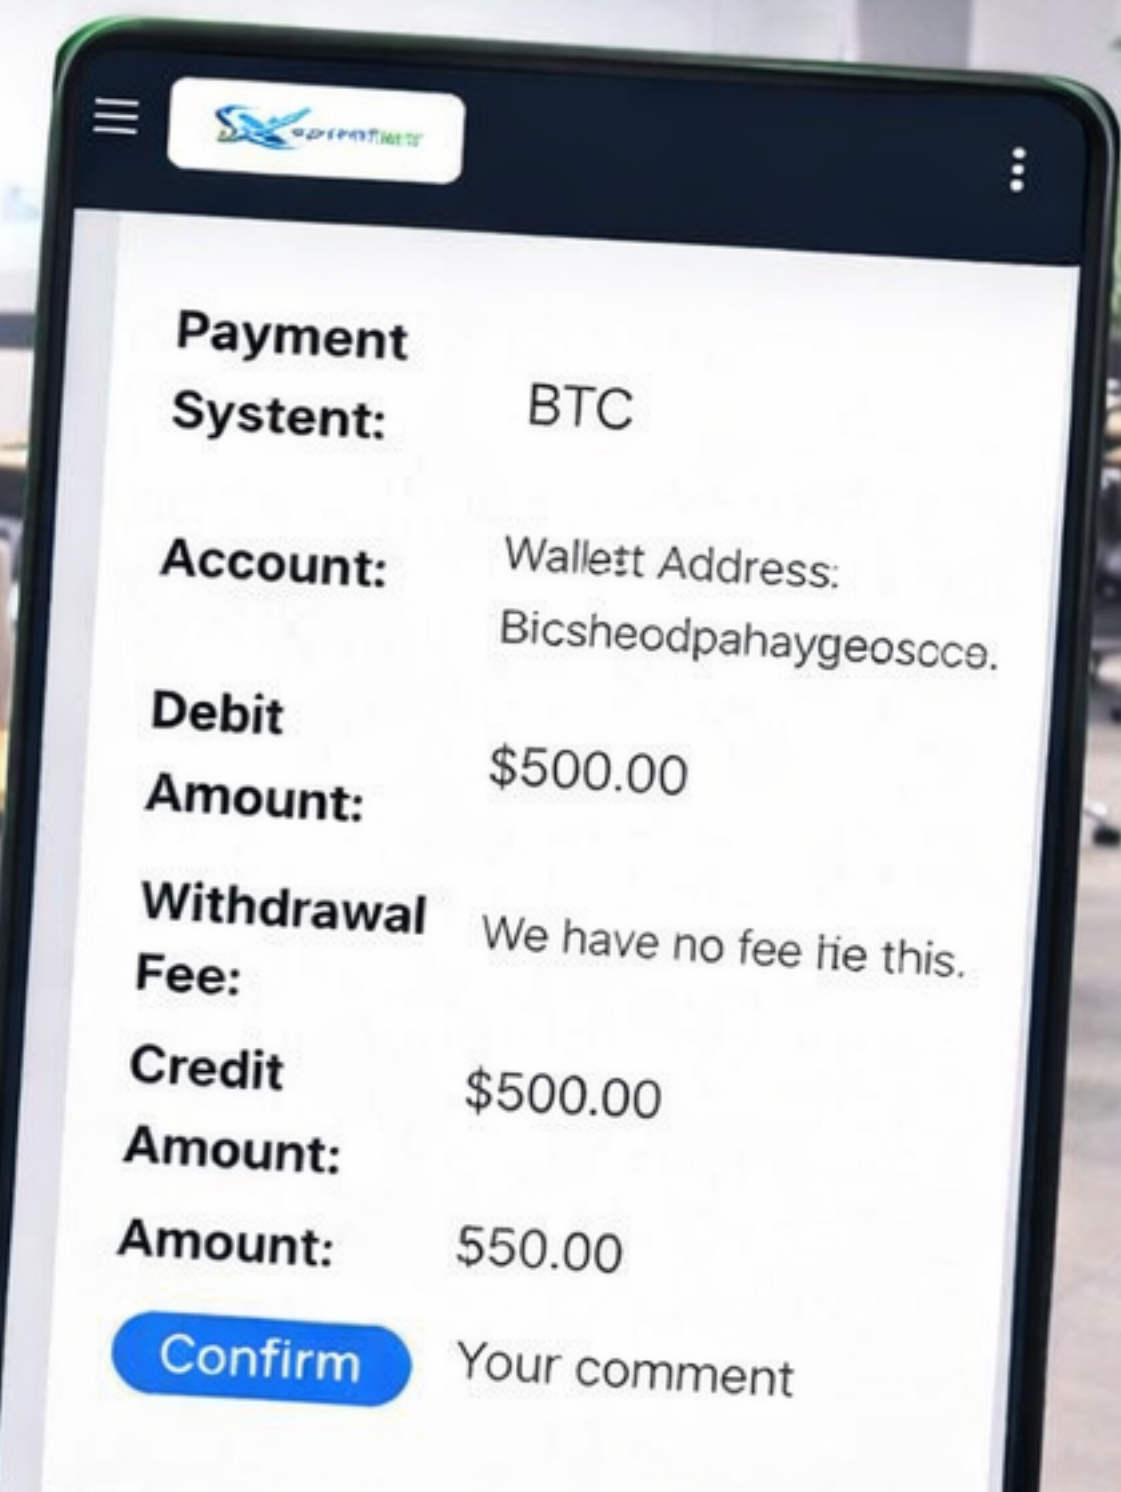 Payment
Systent: BTC
Account: Wallett Address:
Bicsheodpahaygeoscce.
Debit
Amount: $500.00
Withdrawal
Fee: We have no fee he this.
Credit
Amount: $500.00
Amount: 550.00
Confirm Your comment